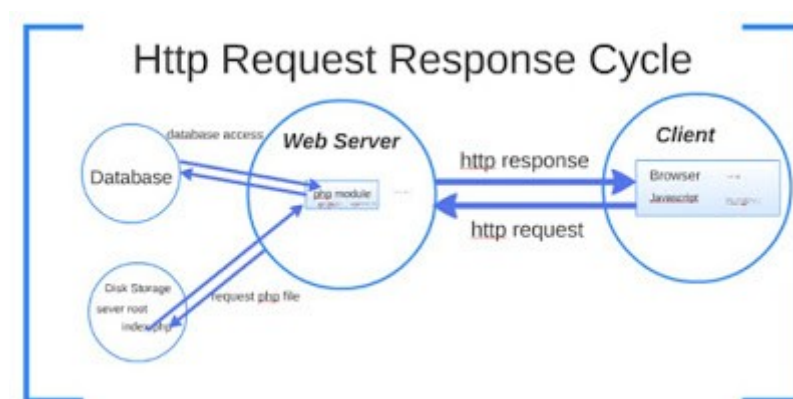 Http Request Response Cycle
database access
Web Server
Client
Database
php module
http response
Browser
Javascript
http request
Disk Storage
sever root
index.php
request php file